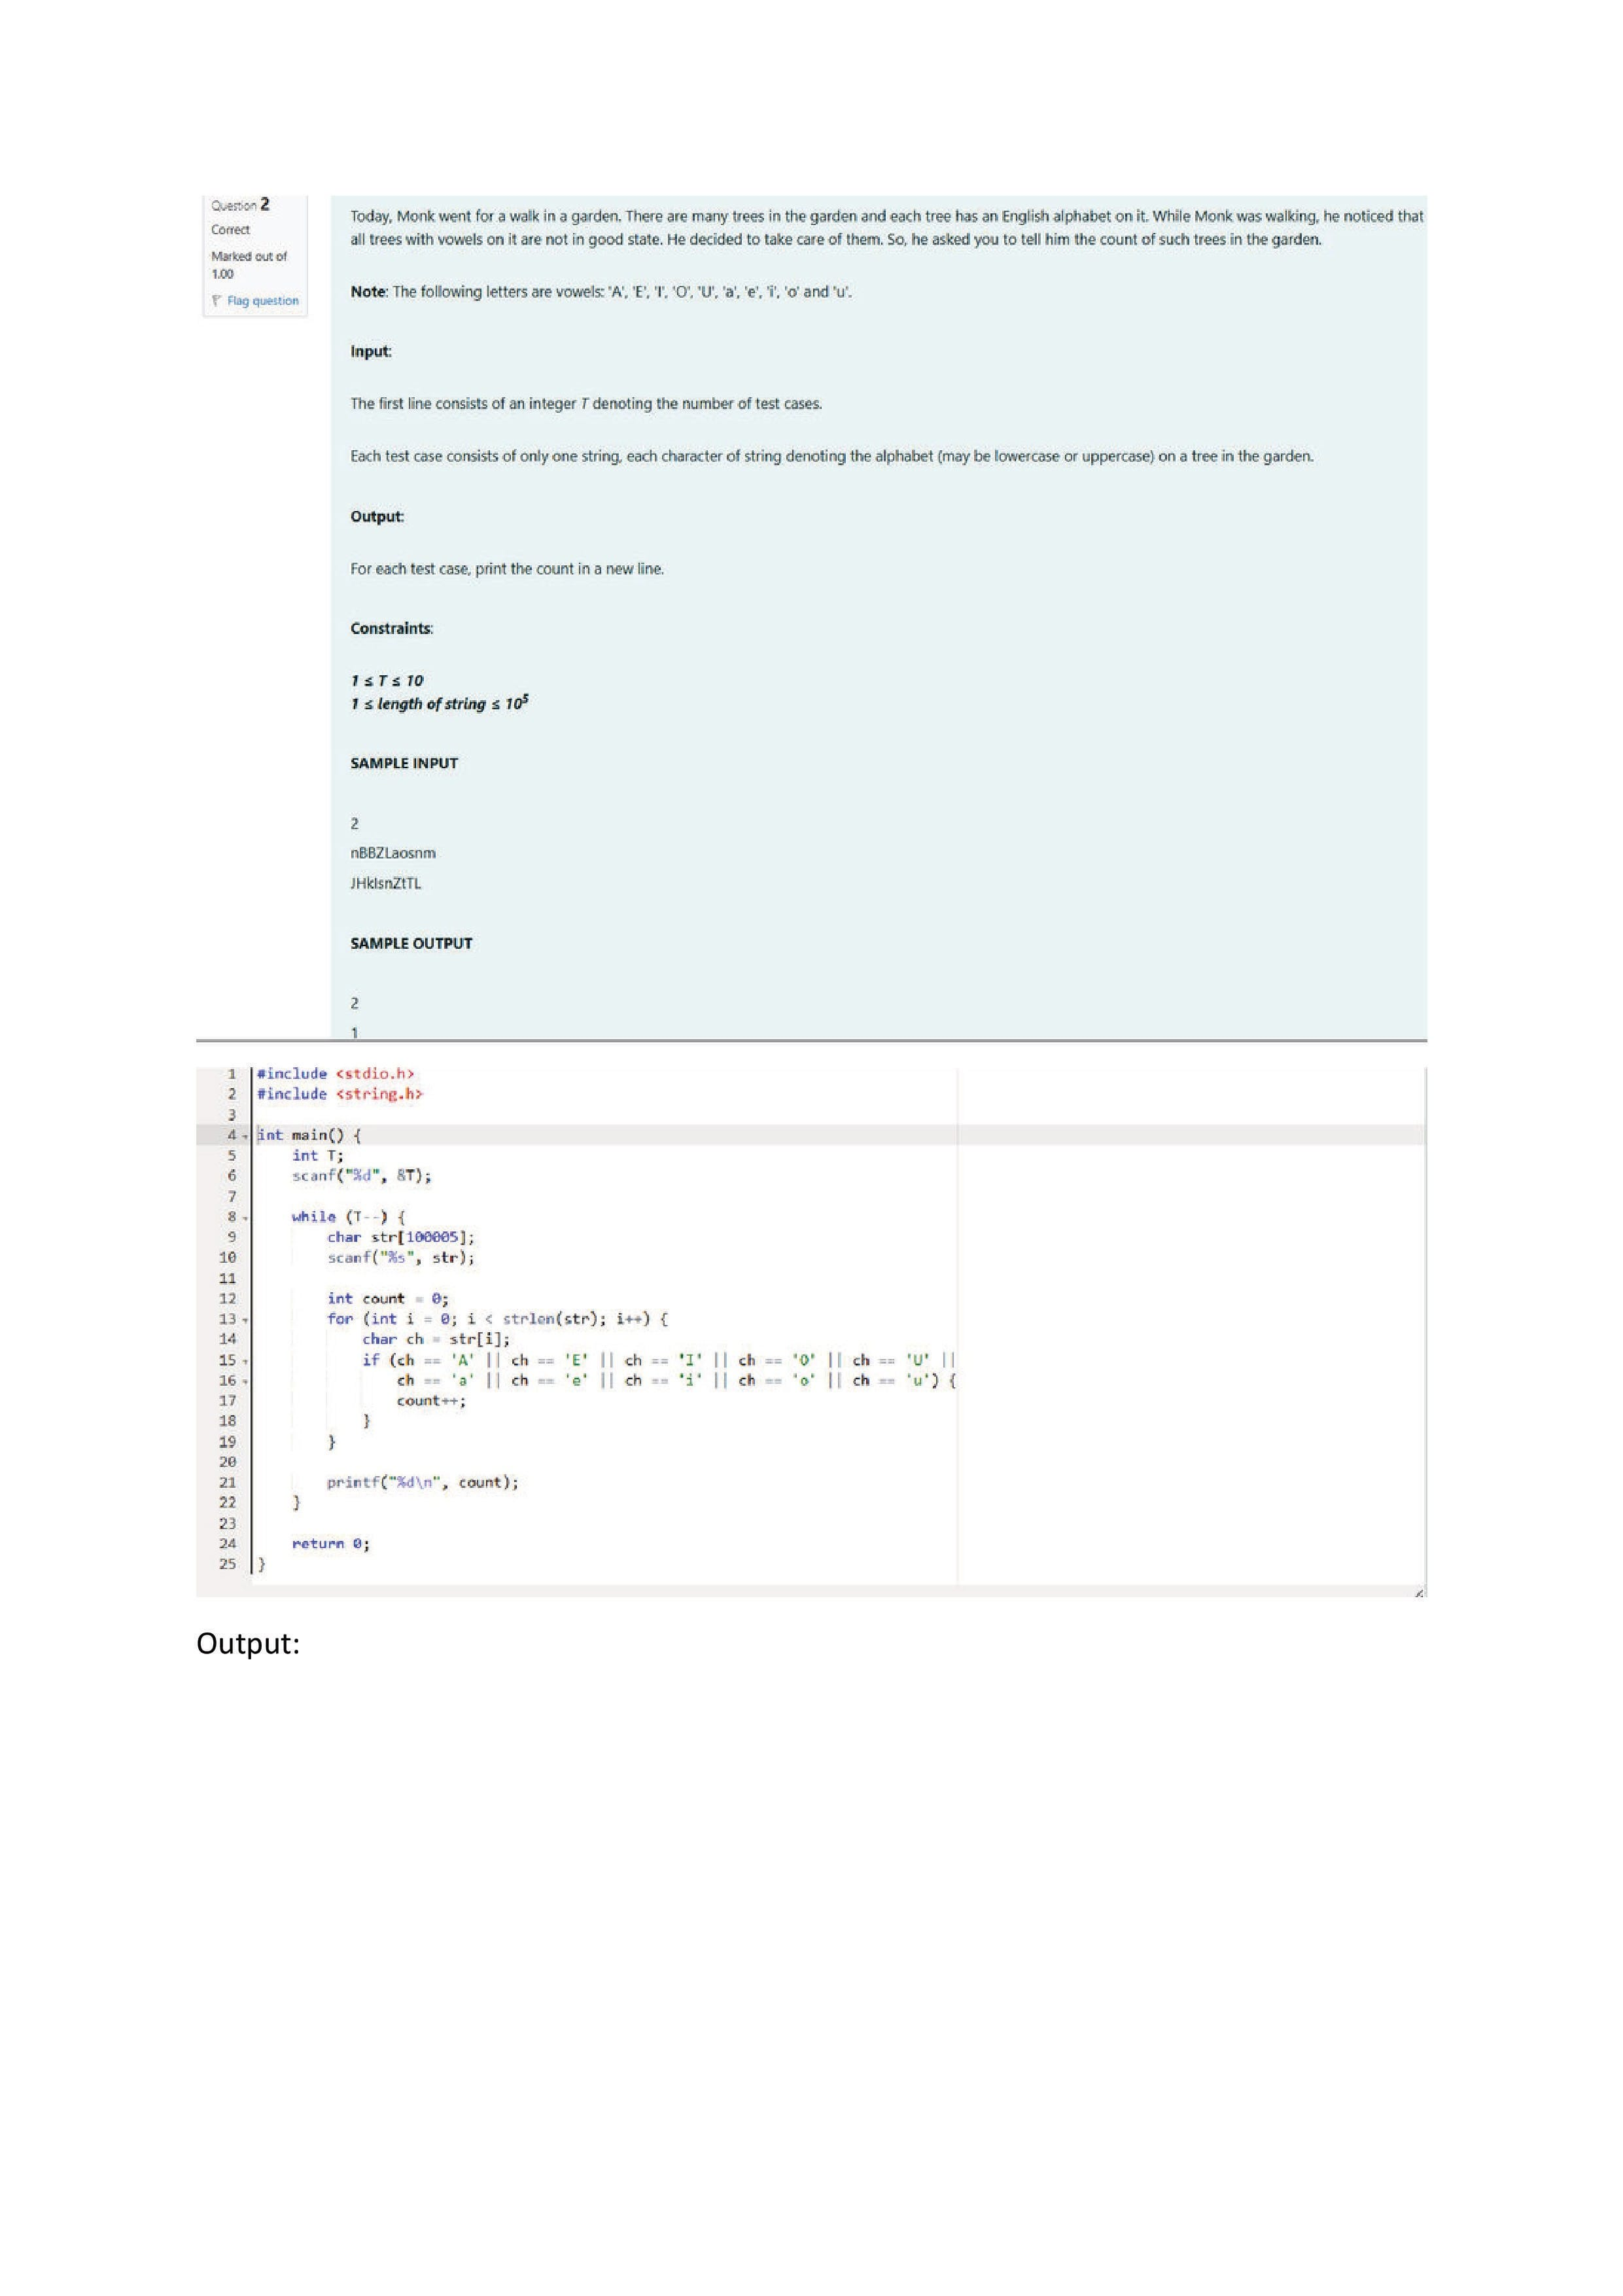 Question 2
Correct
Marked out of
1.00
Flag question
Today, Monk went for a walk in a garden. There are many trees in the garden and each tree has an English alphabet on it. While Monk was walking, he noticed that
all trees with vowels on it are not in good state. He decided to take care of them. So, he asked you to tell him the count of such trees in the garden.
Note: The following letters are vowels: 'A', 'E', 'I', 'O', 'U', 'a', 'e', 'i', 'o' and 'u'.
Input:
The first line consists of an integer T denoting the number of test cases.
Each test case consists of only one string, each character of string denoting the alphabet (may be lowercase or uppercase) on a tree in the garden.
Output:
For each test case, print the count in a new line.
Constraints:
1 ≤ T ≤ 10
1 ≤ length of string ≤ 10⁵
SAMPLE INPUT
2
nBBZLaosnm
JHkIsnZtTL
SAMPLE OUTPUT
2
1
1 #include <stdio.h>
2 #include <string.h>
3
4 int main() {
5 int T;
6 scanf("%d", &T);
7
8 while (T--) {
9 char str[100005];
10 scanf("%s", str);
11
12 int count = 0;
13 for (int i = 0; i < strlen(str); i++) {
14 char ch = str[i];
15 if (ch == 'A' || ch == 'E' || ch == 'I' || ch == 'O' || ch == 'U' ||
16 ch == 'a' || ch == 'e' || ch == 'i' || ch == 'o' || ch == 'u') {
17 count++;
18 }
19 }
20
21 printf("%d\n", count);
22 }
23
24 return 0;
25 }
Output: